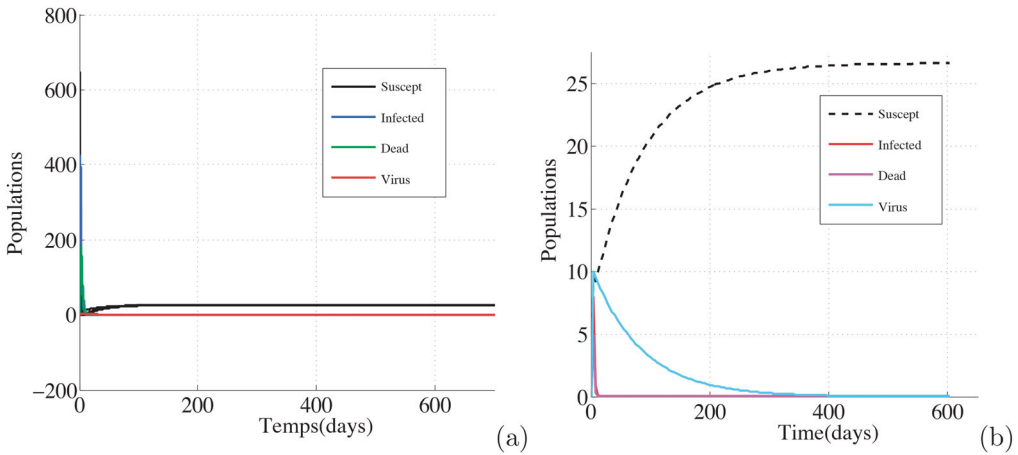 800
600
400
200
0
−200
0
200
400
600
Populations
Temps(days)
Suscept
Infected
Dead
Virus
(a)
25
20
15
10
5
0
0
200
400
600
Populations
Time(days)
Suscept
Infected
Dead
Virus
(b)